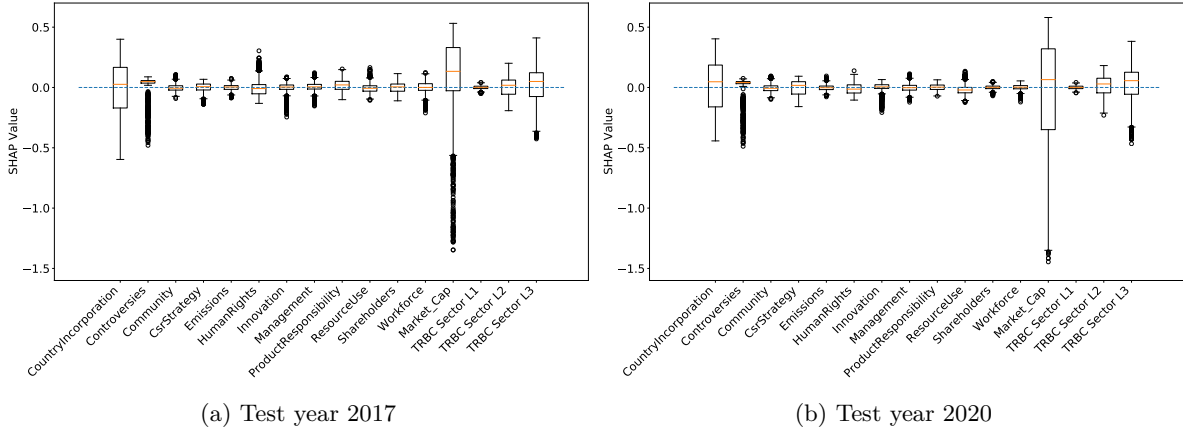 0.5
0.0
−0.5
−1.0
−1.5
SHAP Value
CountryIncorporation
Controversies
Community
CsrStrategy
Emissions
HumanRights
Innovation
Management
ProductResponsibility
ResourceUse
Shareholders
Workforce
Market_Cap
TRBC Sector L1
TRBC Sector L2
TRBC Sector L3
(a) Test year 2017
0.5
0.0
−0.5
−1.0
−1.5
SHAP Value
CountryIncorporation
Controversies
Community
CsrStrategy
Emissions
HumanRights
Innovation
Management
ProductResponsibility
ResourceUse
Shareholders
Workforce
Market_Cap
TRBC Sector L1
TRBC Sector L2
TRBC Sector L3
(b) Test year 2020